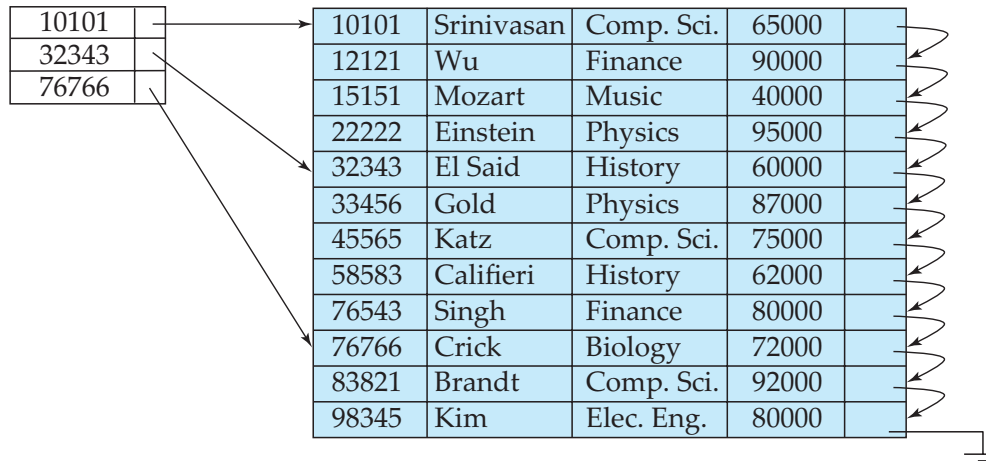 10101
32343
76766
10101 Srinivasan Comp. Sci. 65000
12121 Wu Finance 90000
15151 Mozart Music 40000
22222 Einstein Physics 95000
32343 El Said History 60000
33456 Gold Physics 87000
45565 Katz Comp. Sci. 75000
58583 Califieri History 62000
76543 Singh Finance 80000
76766 Crick Biology 72000
83821 Brandt Comp. Sci. 92000
98345 Kim Elec. Eng. 80000